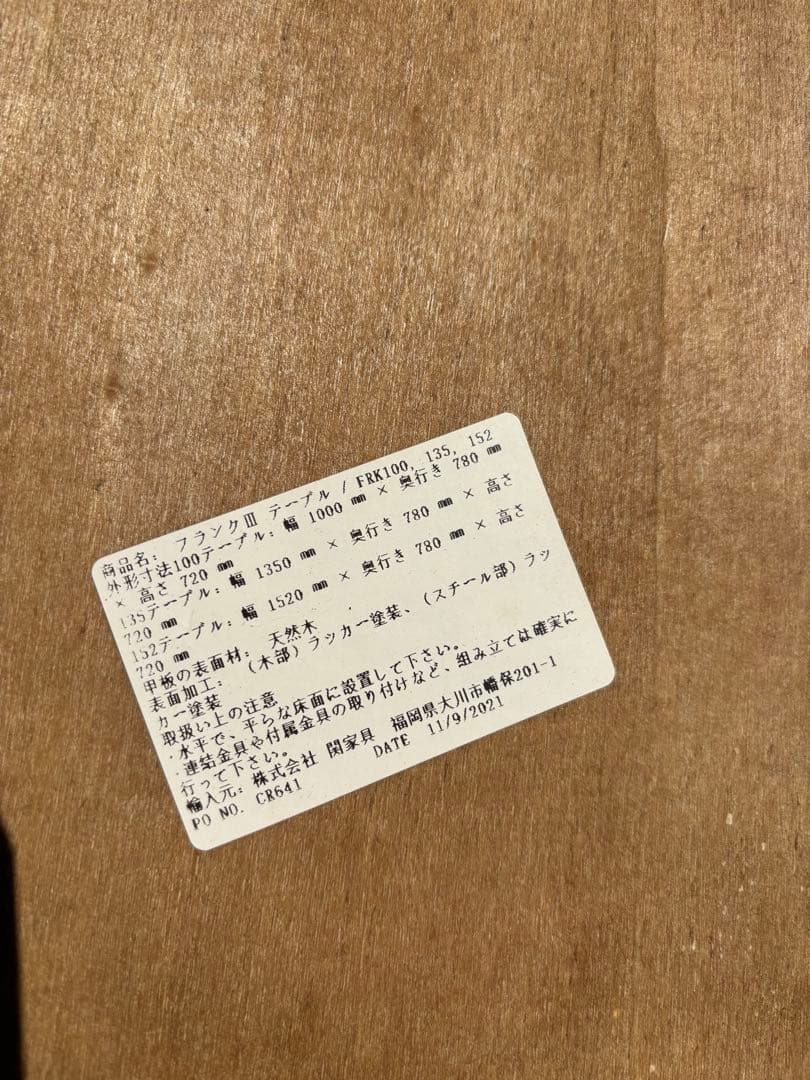 商品名: フランクⅢ テーブル / FRK100, 135, 152
外形寸法100テーブル: 幅 1000 mm × 奥行き 780 mm
× 高さ 720 mm
135テーブル: 幅 1350 mm × 奥行き 780 mm × 高さ
720 mm
152テーブル: 幅 1520 mm × 奥行き 780 mm × 高さ
720 mm
甲板の表面材: 天然木
表面加工: (木部)ラッカー塗装、(スチール部)ラッ
カー塗装
取扱い上の注意
・水平で、平らな床面に設置して下さい。
・連結金具や付属金具の取り付けなど、組み立ては確実に
行って下さい。
輸入元: 株式会社 関家具 福岡県大川市幡保201-1
PO NO. CR641 DATE 11/9/2021